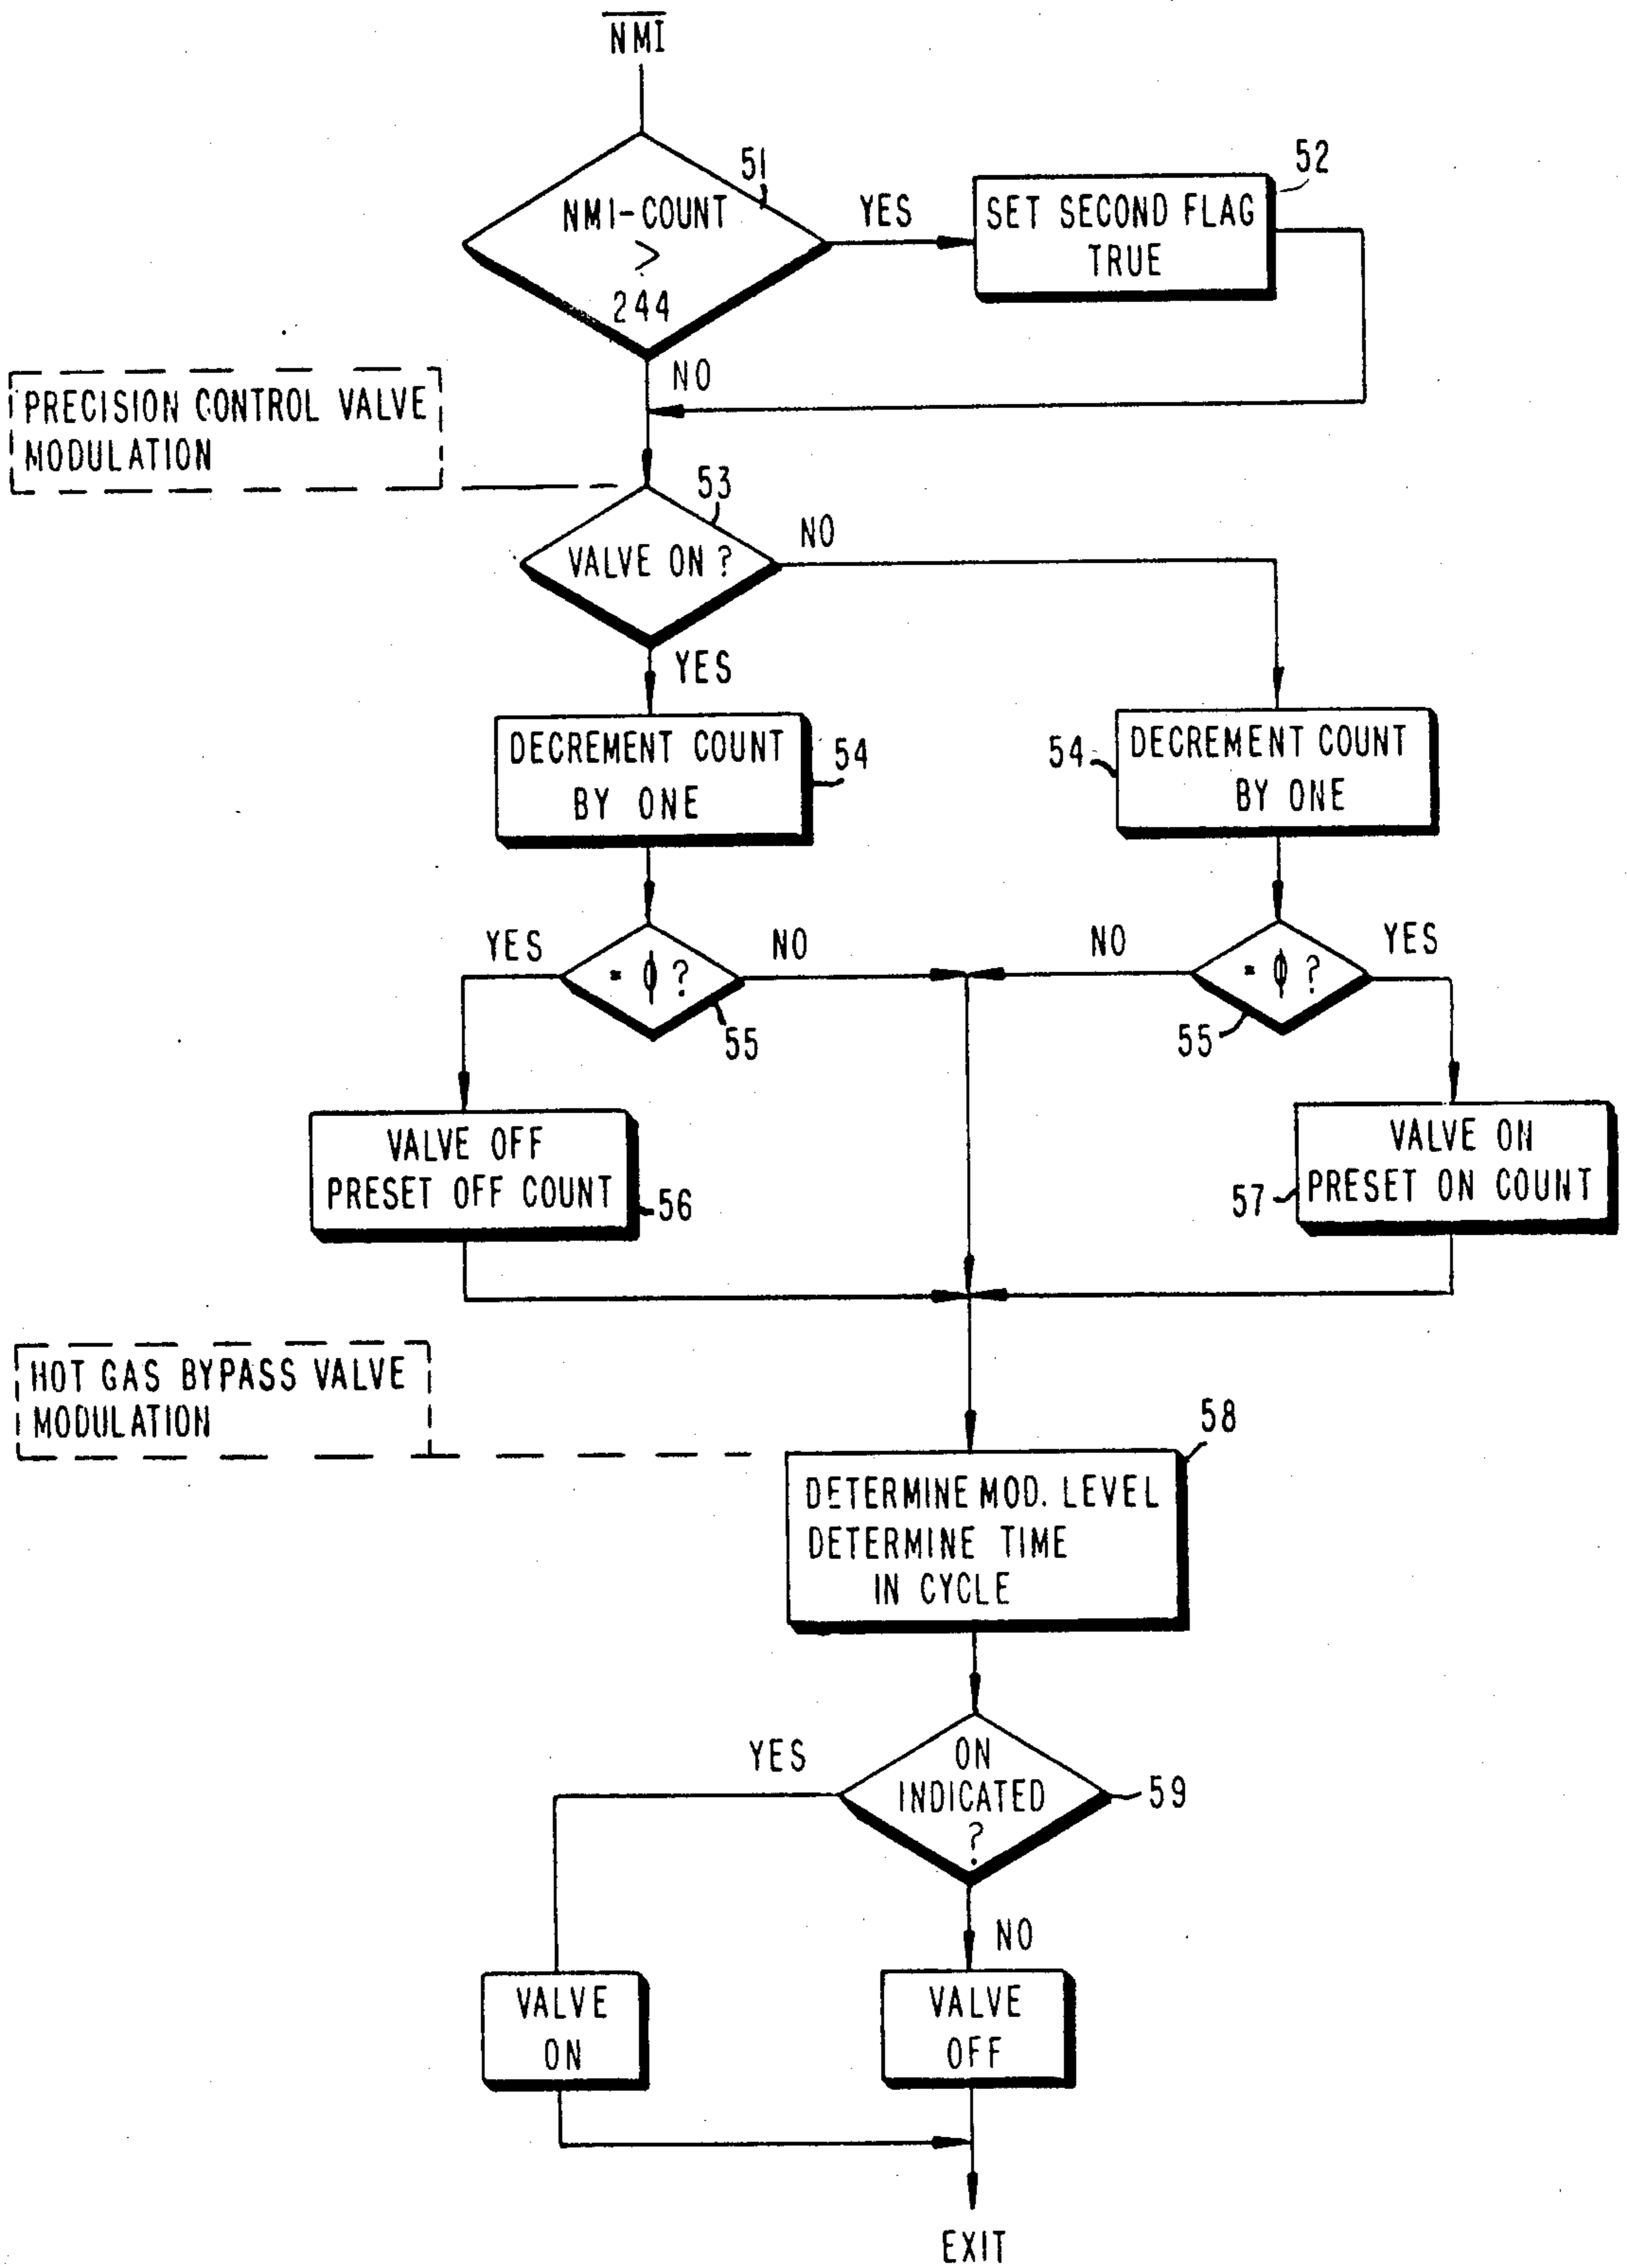 NMI
51
NMI-COUNT
>
244
YES
52
SET SECOND FLAG
TRUE
NO
PRECISION CONTROL VALVE
MODULATION
53
VALVE ON ?
NO
YES
DECREMENT COUNT
BY ONE
54
54
DECREMENT COUNT
BY ONE
YES
= ϕ ?
NO
55
NO
= ϕ ?
YES
55
VALVE OFF
PRESET OFF COUNT
56
VALVE ON
PRESET ON COUNT
57
HOT GAS BYPASS VALVE
MODULATION
58
DETERMINE MOD. LEVEL
DETERMINE TIME
IN CYCLE
YES
ON
INDICATED
?
59
NO
VALVE
ON
VALVE
OFF
EXIT